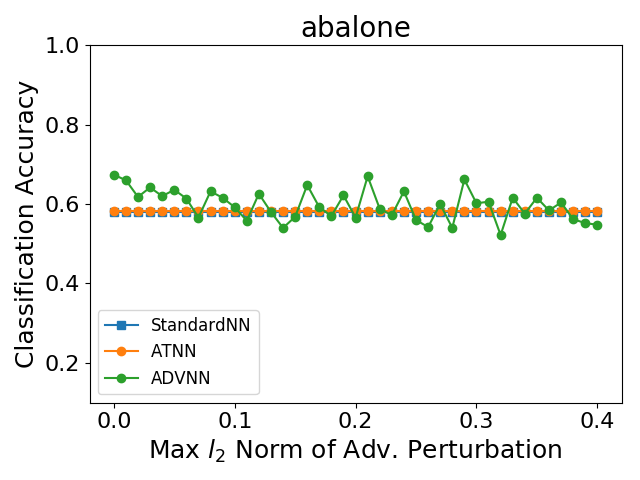 abalone
Classification Accuracy
1.0
0.8
0.6
0.4
0.2
StandardNN
ATNN
ADVNN
0.0 0.1 0.2 0.3 0.4
Max l₂ Norm of Adv. Perturbation